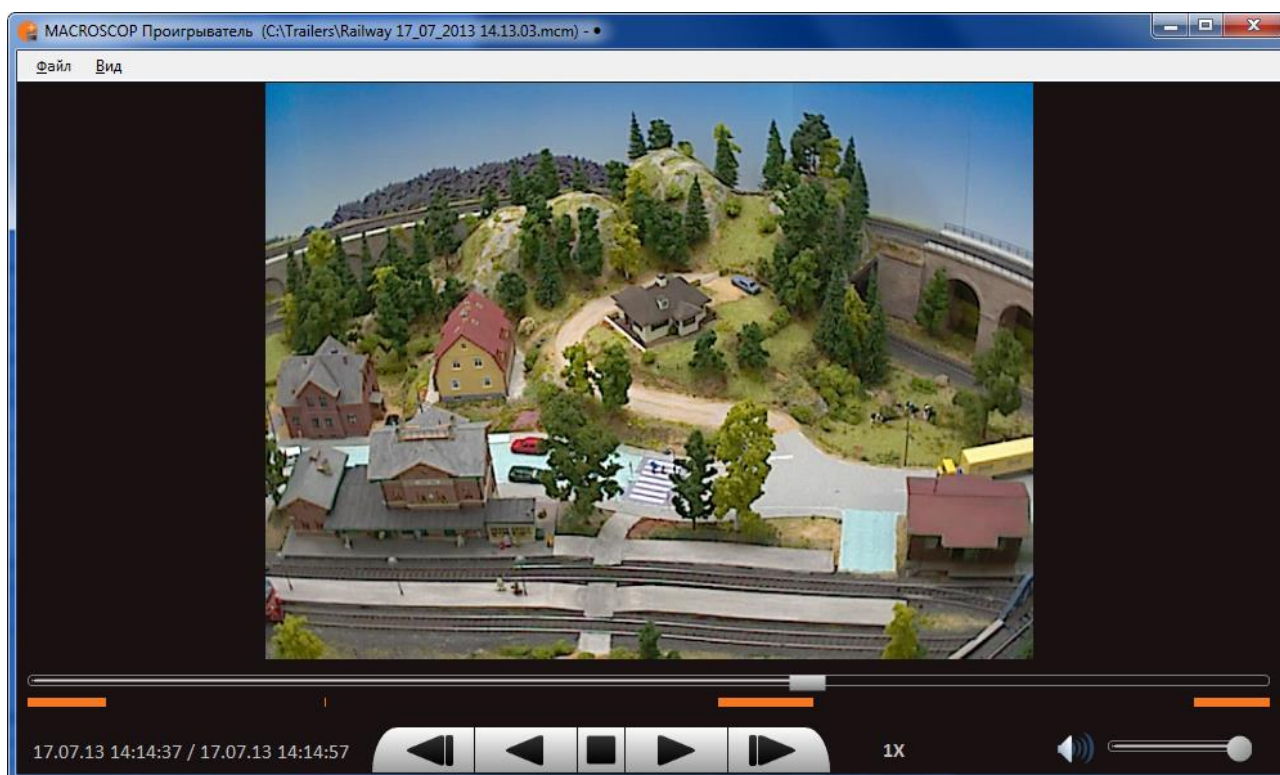 MACROSCOP Проигрыватель (C:\Trailers\Railway 17_07_2013 14.13.03.mcm) - •
Файл Вид
17.07.13 14:14:37 / 17.07.13 14:14:57
1X